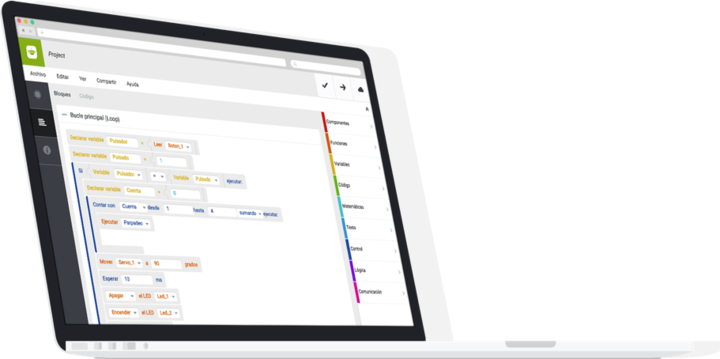 Project
Archivo Editar Ver Compartir Ayuda
Bloques Código
Bucle principal (Loop)
Declarar variable Pulsador = Leer Boton_1
Declarar variable Pulsado = 1
Si Variable Pulsador = Variable Pulsado ejecutar
Declarar variable Cuenta = 0
Contar con Cuenta desde 1 hasta 4 sumando ejecutar
Ejecutar Parpadeo
Mover Servo_1 a 90 grados
Esperar 10 ms
Apagar el LED Led_1
Encender el LED Led_2
Componentes
Funciones
Variables
Código
Matemáticas
Texto
Control
Lógica
Comunicación